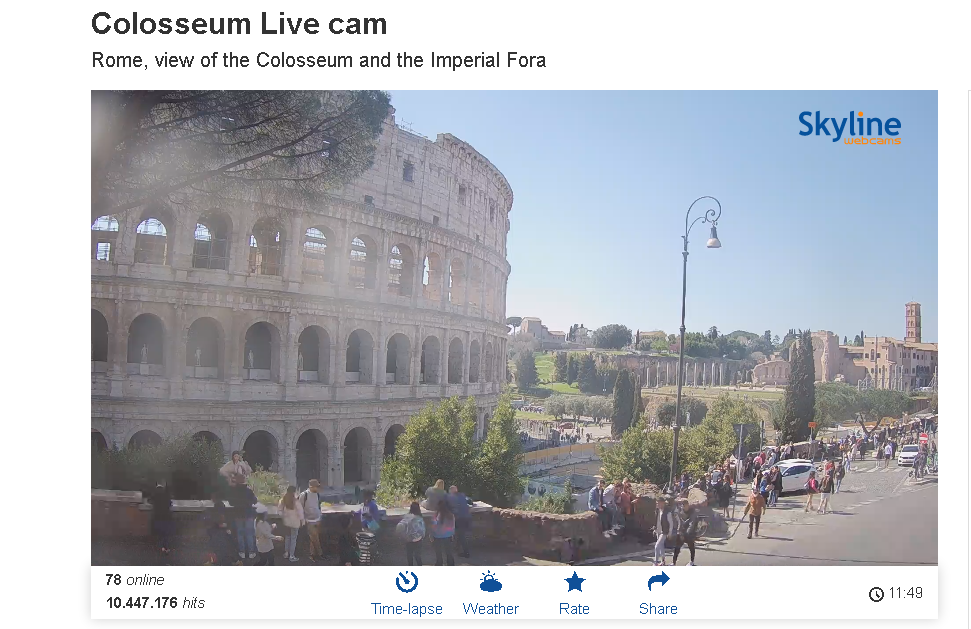 Colosseum Live cam
Rome, view of the Colosseum and the Imperial Fora
Skyline
webcams
78 online
10.447.176 hits
Time-lapse
Weather
Rate
Share
11:49